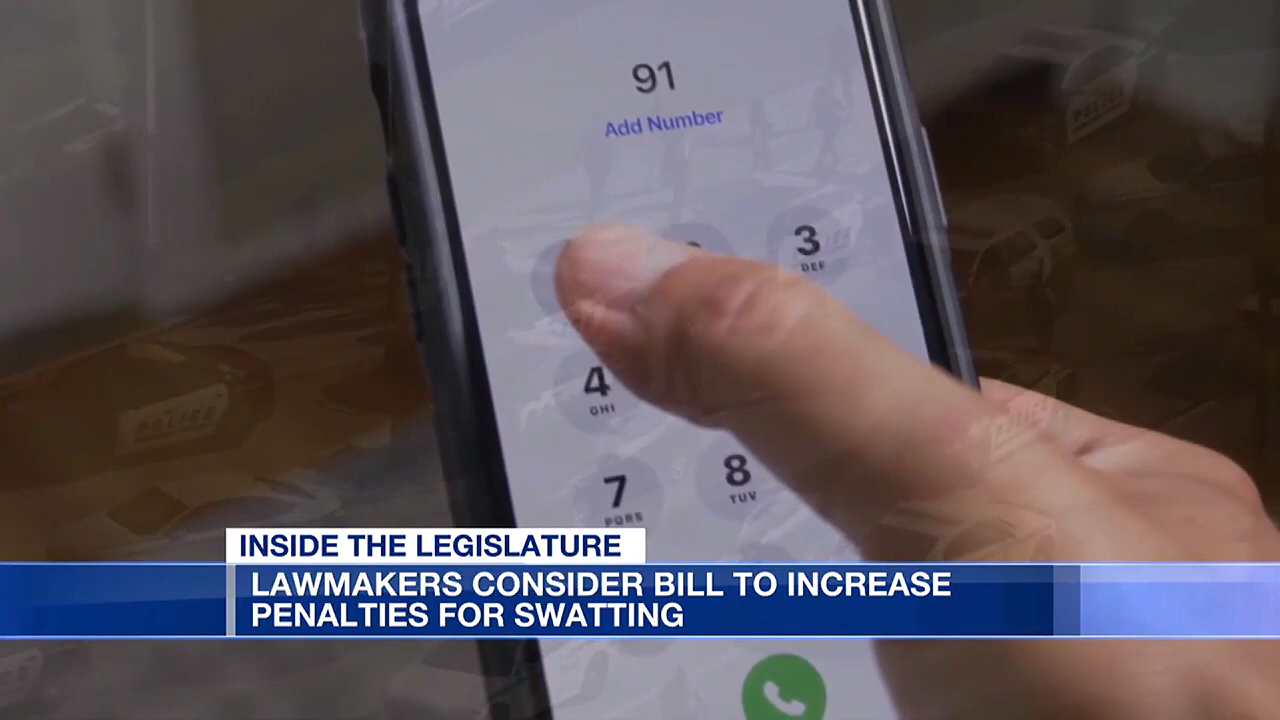 91
Add Number
3
DEF
4
GHI
8
TUV
7
PQRS
POLICE
INSIDE THE LEGISLATURE
LAWMAKERS CONSIDER BILL TO INCREASE
PENALTIES FOR SWATTING